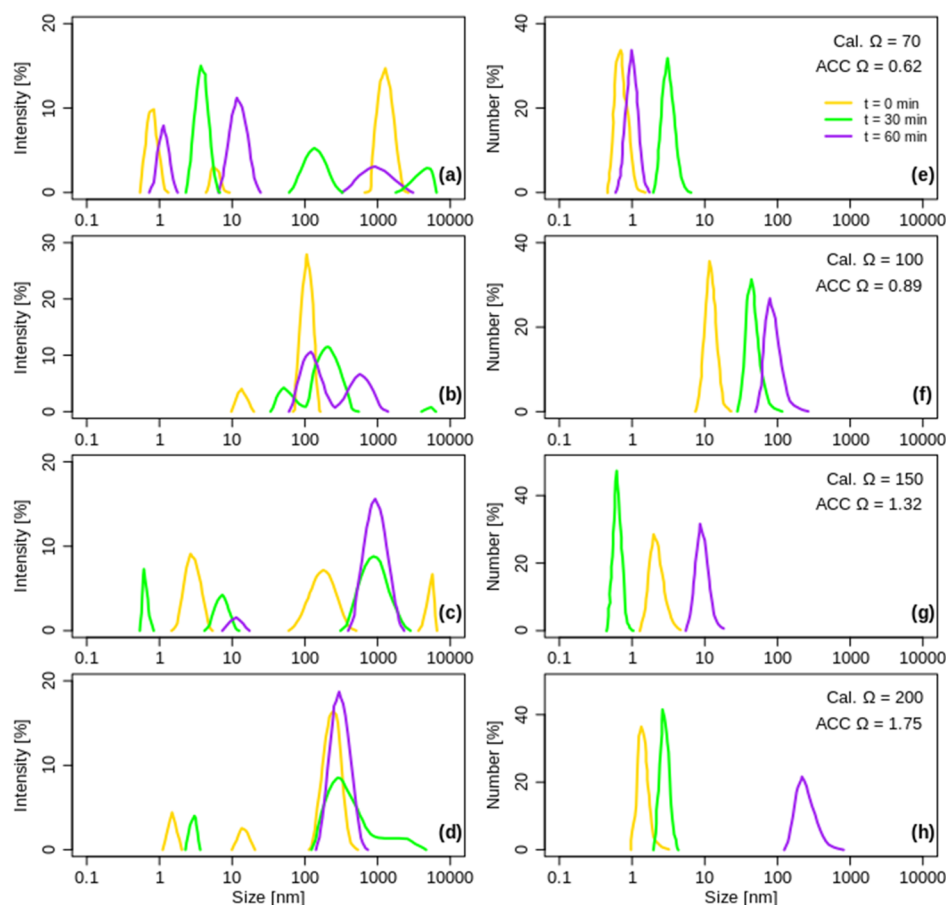 Intensity [%]
20
10
0
(a)
0.1 1 10 100 1000 10000
Number [%]
40
20
0
Cal. Ω = 70
ACC Ω = 0.62
t = 0 min
t = 30 min
t = 60 min
(e)
0.1 1 10 100 1000 10000
Intensity [%]
30
20
10
0
(b)
0.1 1 10 100 1000 10000
Number [%]
40
20
0
Cal. Ω = 100
ACC Ω = 0.89
(f)
0.1 1 10 100 1000 10000
Intensity [%]
20
10
0
(c)
0.1 1 10 100 1000 10000
Number [%]
40
20
0
Cal. Ω = 150
ACC Ω = 1.32
(g)
0.1 1 10 100 1000 10000
Intensity [%]
20
10
0
(d)
0.1 1 10 100 1000 10000
Size [nm]
Number [%]
40
20
0
Cal. Ω = 200
ACC Ω = 1.75
(h)
0.1 1 10 100 1000 10000
Size [nm]